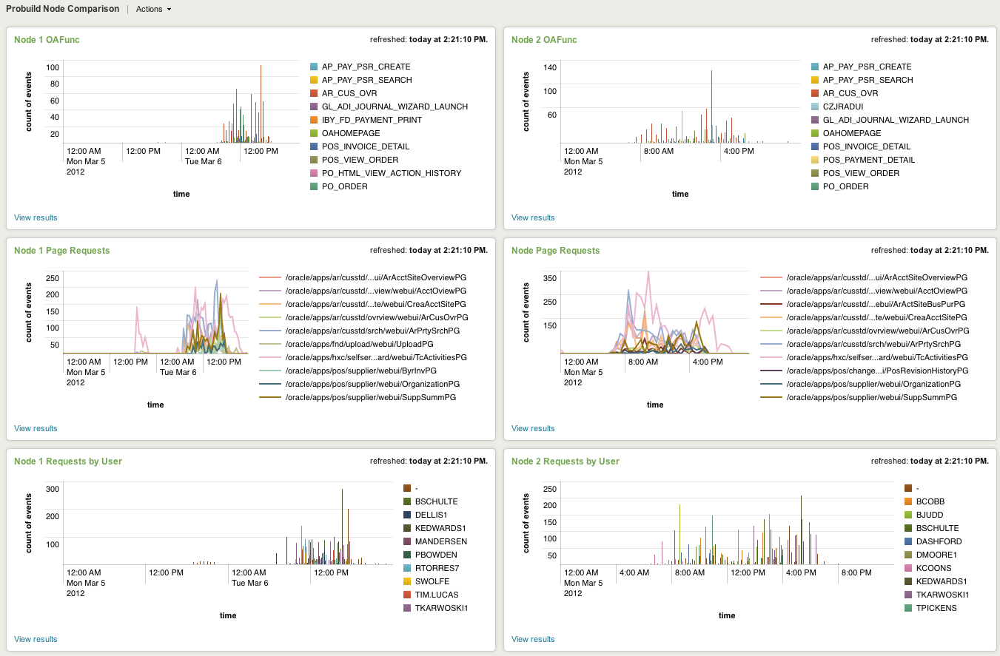 Probuild Node Comparison | Actions
Node 1 OAFunc
refreshed: today at 2:21:10 PM.
count of events
100
80
60
40
20
12:00 AM
Mon Mar 5
2012
12:00 PM
12:00 AM
Tue Mar 6
12:00 PM
time
AP_PAY_PSR_CREATE
AP_PAY_PSR_SEARCH
AR_CUS_OVR
GL_ADI_JOURNAL_WIZARD_LAUNCH
IBY_FD_PAYMENT_PRINT
OAHOMEPAGE
POS_INVOICE_DETAIL
POS_VIEW_ORDER
PO_HTML_VIEW_ACTION_HISTORY
PO_ORDER
View results
Node 2 OAFunc
refreshed: today at 2:21:10 PM.
count of events
140
100
60
12:00 AM
Mon Mar 5
2012
8:00 AM
4:00 PM
time
AP_PAY_PSR_CREATE
AP_PAY_PSR_SEARCH
AR_CUS_OVR
CZJRADUI
GL_ADI_JOURNAL_WIZARD_LAUNCH
OAHOMEPAGE
POS_INVOICE_DETAIL
POS_PAYMENT_DETAIL
POS_VIEW_ORDER
PO_ORDER
View results
Node 1 Page Requests
refreshed: today at 2:21:10 PM.
count of events
250
200
150
100
50
12:00 AM
Mon Mar 5
2012
12:00 PM
12:00 AM
Tue Mar 6
12:00 PM
time
/oracle/apps/ar/cusstd/...ui/ArAcctSiteOverviewPG
/oracle/apps/ar/cusstd/...view/webui/AcctOviewPG
/oracle/apps/ar/cusstd/...te/webui/CreaAcctSitePG
/oracle/apps/ar/cusstd/ovrview/webui/ArCusOvrPG
/oracle/apps/ar/cusstd/srch/webui/ArPrtySrchPG
/oracle/apps/fnd/upload/webui/UploadPG
/oracle/apps/hxc/selfser...ard/webui/TcActivitiesPG
/oracle/apps/pos/supplier/webui/ByrInvPG
/oracle/apps/pos/supplier/webui/OrganizationPG
/oracle/apps/pos/supplier/webui/SuppSummPG
View results
Node Page Requests
refreshed: today at 2:21:10 PM.
count of events
350
250
150
12:00 AM
Mon Mar 5
2012
8:00 AM
4:00 PM
time
/oracle/apps/ar/cusstd/...ui/ArAcctSiteOverviewPG
/oracle/apps/ar/cusstd/...view/webui/AcctOviewPG
/oracle/apps/ar/cusstd/...ebui/ArActSiteBusPurPG
/oracle/apps/ar/cusstd/...te/webui/CreaAcctSitePG
/oracle/apps/ar/cusstd/ovrview/webui/ArCusOvrPG
/oracle/apps/ar/cusstd/srch/webui/ArPrtySrchPG
/oracle/apps/hxc/selfser...ard/webui/TcActivitiesPG
/oracle/apps/pos/change...i/PosRevisionHistoryPG
/oracle/apps/pos/supplier/webui/OrganizationPG
/oracle/apps/pos/supplier/webui/SuppSummPG
View results
Node 1 Requests by User
refreshed: today at 2:21:10 PM.
count of events
300
200
100
12:00 AM
Mon Mar 5
2012
12:00 PM
12:00 AM
Tue Mar 6
12:00 PM
time
-
BSCHULTE
DELLIS1
KEDWARDS1
MANDERSEN
PBOWDEN
RTORRES7
SWOLFE
TIM.LUCAS
TKARWOSKI1
View results
Node 2 Requests by User
refreshed: today at 2:21:10 PM.
count of events
250
200
150
100
50
12:00 AM
Mon Mar 5
2012
4:00 AM
8:00 AM
12:00 PM
4:00 PM
8:00 PM
time
-
BCOBB
BJUDD
BSCHULTE
DASHFORD
DMOORE1
KCOONS
KEDWARDS1
TKARWOSKI1
TPICKENS
View results